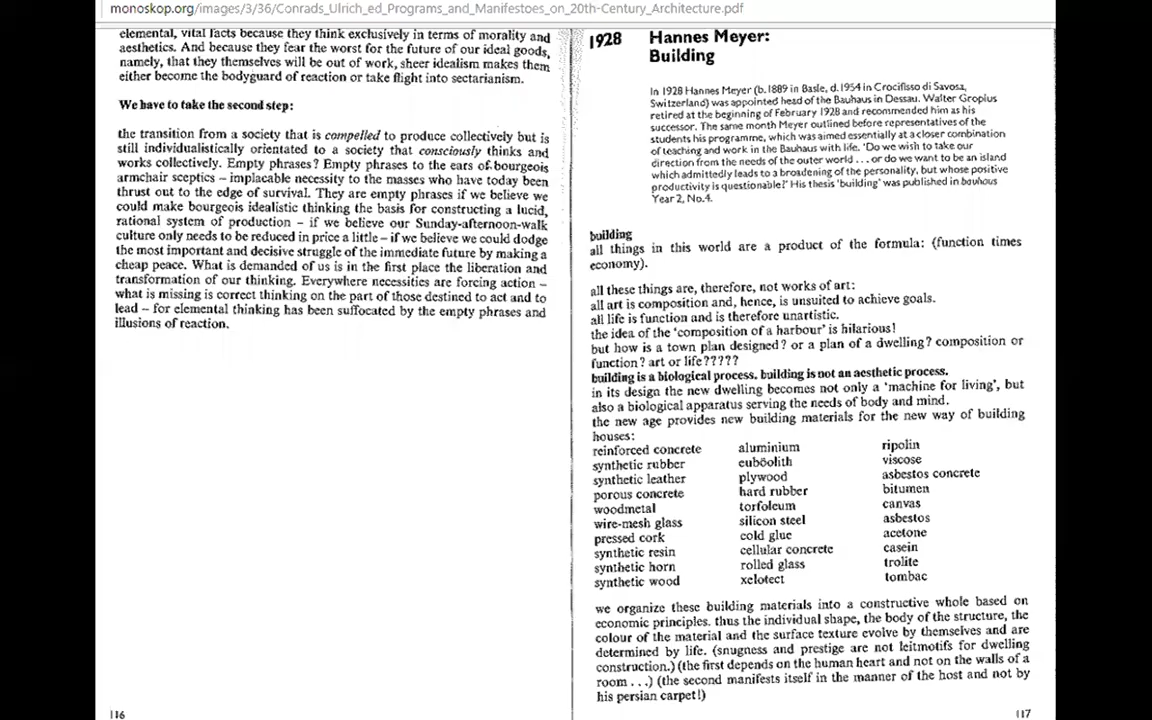 monoskop.org/images/3/36/Conrads_Ulrich_ed_Programs_and_Manifestoes_on_20th-Century_Architecture.pdf
elemental, vital facts because they think exclusively in terms of morality and
aesthetics. And because they fear the worst for the future of our ideal goods,
namely, that they themselves will be out of work, sheer idealism makes them
either become the bodyguard of reaction or take flight into sectarianism.
We have to take the second step:
the transition from a society that is compelled to produce collectively but is
still individualistically orientated to a society that consciously thinks and
works collectively. Empty phrases? Empty phrases to the ears of bourgeois
armchair sceptics – implacable necessity to the masses who have today been
thrust out to the edge of survival. They are empty phrases if we believe we
could make bourgeois idealistic thinking the basis for constructing a lucid,
rational system of production – if we believe our Sunday-afternoon-walk
culture only needs to be reduced in price a little – if we believe we could dodge
the most important and decisive struggle of the immediate future by making a
cheap peace. What is demanded of us is in the first place the liberation and
transformation of our thinking. Everywhere necessities are forcing action –
what is missing is correct thinking on the part of those destined to act and to
lead – for elemental thinking has been suffocated by the empty phrases and
illusions of reaction.
116
1928 Hannes Meyer:
Building
In 1928 Hannes Meyer (b.1889 in Basle, d.1954 in Crocifisso di Savosa,
Switzerland) was appointed head of the Bauhaus in Dessau. Walter Gropius
retired at the beginning of February 1928 and recommended him as his
successor. The same month Meyer outlined before representatives of the
students his programme, which was aimed essentially at a closer combination
of teaching and work in the Bauhaus with life. 'Do we wish to take our
direction from the needs of the outer world . . . or do we want to be an island
which admittedly leads to a broadening of the personality, but whose positive
productivity is questionable?' His thesis 'building' was published in bauhaus
Year 2, No.4.
building
all things in this world are a product of the formula: (function times
economy).
all these things are, therefore, not works of art:
all art is composition and, hence, is unsuited to achieve goals.
all life is function and is therefore unartistic.
the idea of the 'composition of a harbour' is hilarious!
but how is a town plan designed? or a plan of a dwelling? composition or
function? art or life?????
building is a biological process. building is not an aesthetic process.
in its design the new dwelling becomes not only a 'machine for living', but
also a biological apparatus serving the needs of body and mind.
the new age provides new building materials for the new way of building
houses:
reinforced concrete aluminium ripolin
synthetic rubber euböolith viscose
synthetic leather plywood asbestos concrete
porous concrete hard rubber bitumen
woodmetal torfoleum canvas
wire-mesh glass silicon steel asbestos
pressed cork cold glue acetone
synthetic resin cellular concrete casein
synthetic horn rolled glass trolite
synthetic wood xelotect tombac
we organize these building materials into a constructive whole based on
economic principles. thus the individual shape, the body of the structure, the
colour of the material and the surface texture evolve by themselves and are
determined by life. (snugness and prestige are not leitmotifs for dwelling
construction.) (the first depends on the human heart and not on the walls of a
room . . .) (the second manifests itself in the manner of the host and not by
his persian carpet!)
117